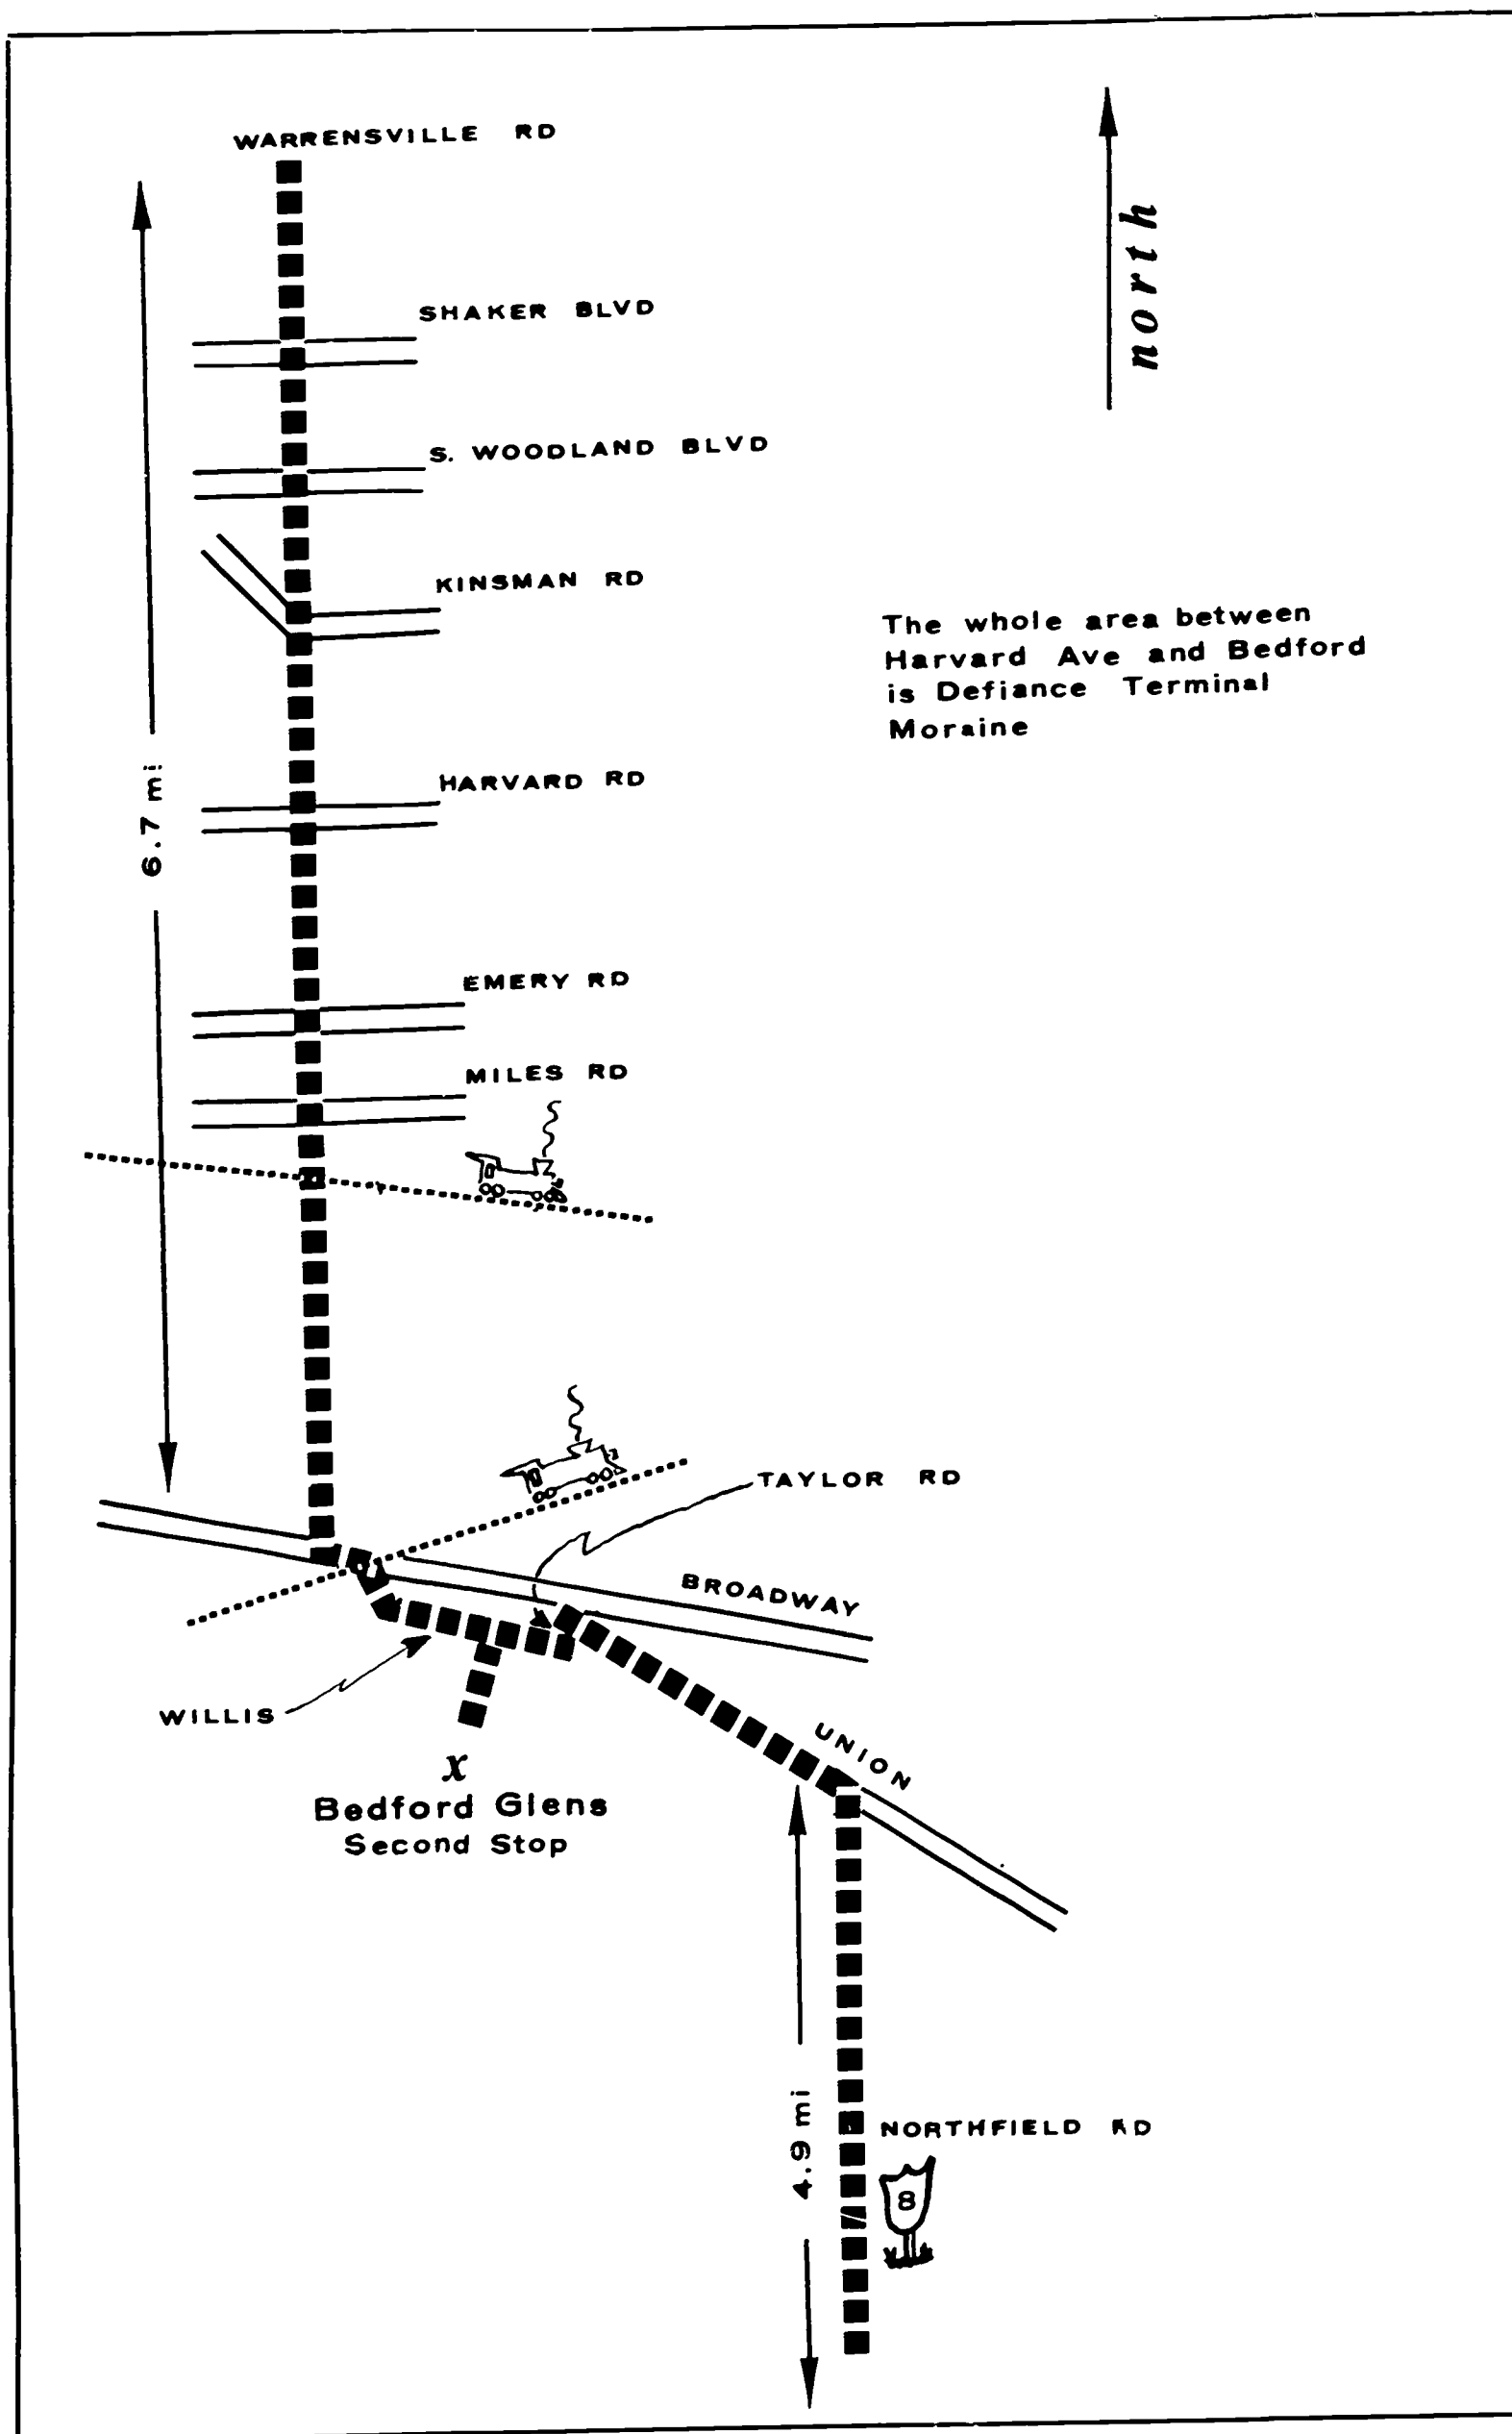 WARRENSVILLE RD
north
SHAKER BLVD
S. WOODLAND BLVD
KINSMAN RD
The whole area between
Harvard Ave and Bedford
is Defiance Terminal
Moraine
6.7 mi
HARVARD RD
EMERY RD
MILES RD
TAYLOR RD
BROADWAY
WILLIS
UNION
x
Bedford Glens
Second Stop
4.9 mi
NORTHFIELD RD
8